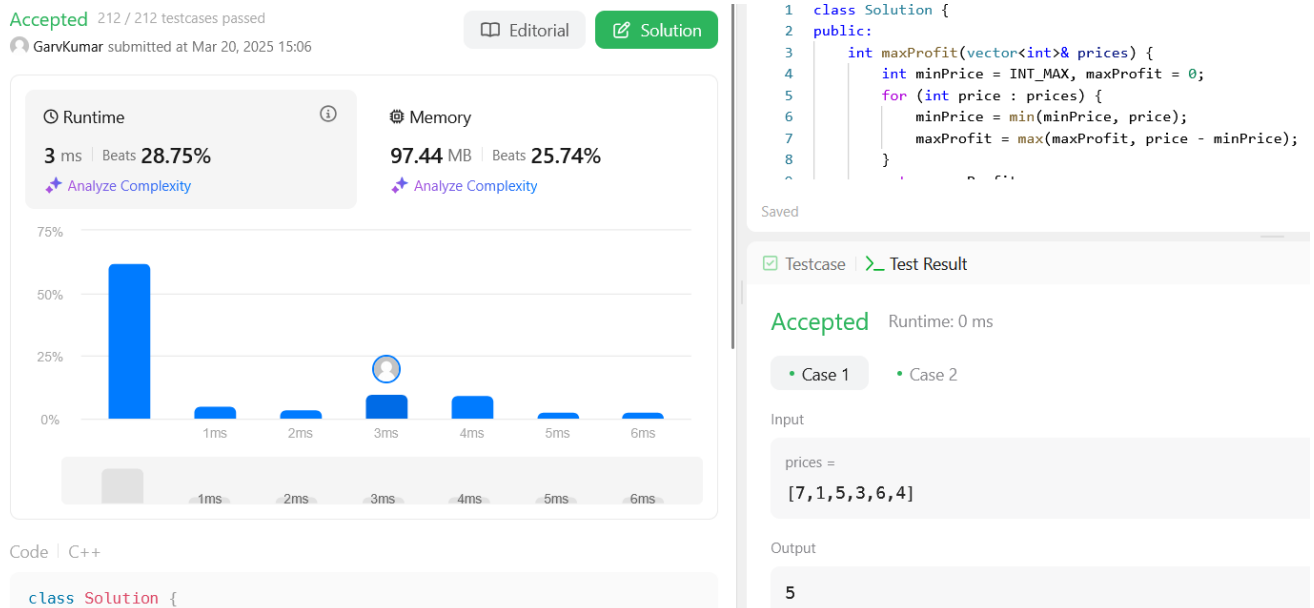 Accepted 212 / 212 testcases passed
GarvKumar submitted at Mar 20, 2025 15:06
Editorial
Solution
Runtime
3 ms Beats 28.75%
Analyze Complexity
Memory
97.44 MB Beats 25.74%
Analyze Complexity
75%
50%
25%
0%
1ms 2ms 3ms 4ms 5ms 6ms
1ms 2ms 3ms 4ms 5ms 6ms
Code C++
class Solution {
1 class Solution {
2 public:
3 int maxProfit(vector<int>& prices) {
4 int minPrice = INT_MAX, maxProfit = 0;
5 for (int price : prices) {
6 minPrice = min(minPrice, price);
7 maxProfit = max(maxProfit, price - minPrice);
8 }
Saved
Testcase
Test Result
Accepted Runtime: 0 ms
Case 1
Case 2
Input
prices =
[7,1,5,3,6,4]
Output
5